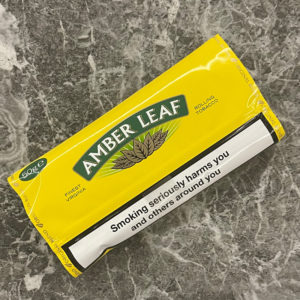 50g e
AMBER LEAF
FINEST
VIRGINIA
ROLLING
TOBACCO
Smoking seriously harms you
and others around you